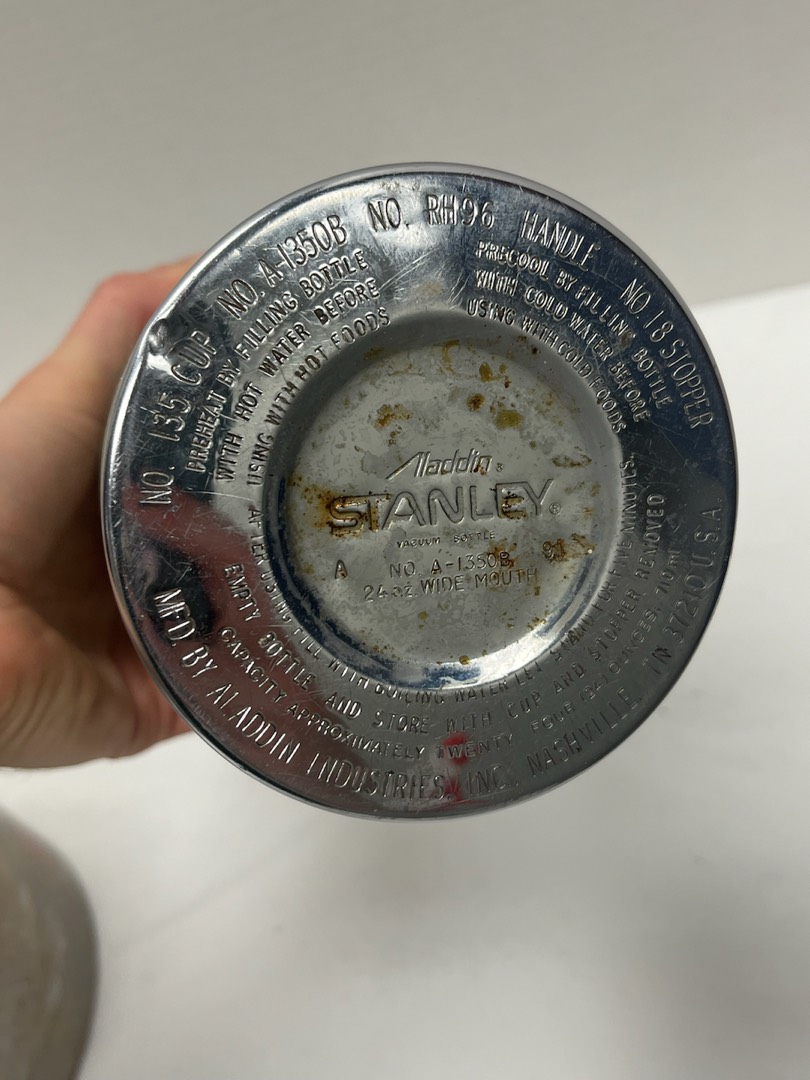 NO. 135 CUP NO. A-1350B NO. RH96 HANDLE NO. 18 STOPPER
PREHEAT BY FILLING BOTTLE
WITH HOT WATER BEFORE
USING WITH HOT FOODS
PRECOOL BY FILLING BOTTLE
WITH COLD WATER BEFORE
USING WITH COLD FOODS
Aladdin®
STANLEY®
VACUUM BOTTLE
A NO. A-1350B 81
24oz WIDE MOUTH
AFTER USING FILL WITH BOILING WATER LET STAND FOR FIVE MINUTES.
EMPTY BOTTLE AND STORE WITH CUP AND STOPPER REMOVED
CAPACITY APPROXIMATELY TWENTY FOUR (24) OUNCES. 710ml
MFD. BY ALADDIN INDUSTRIES, INC., NASHVILLE, TN 37210 U.S.A.